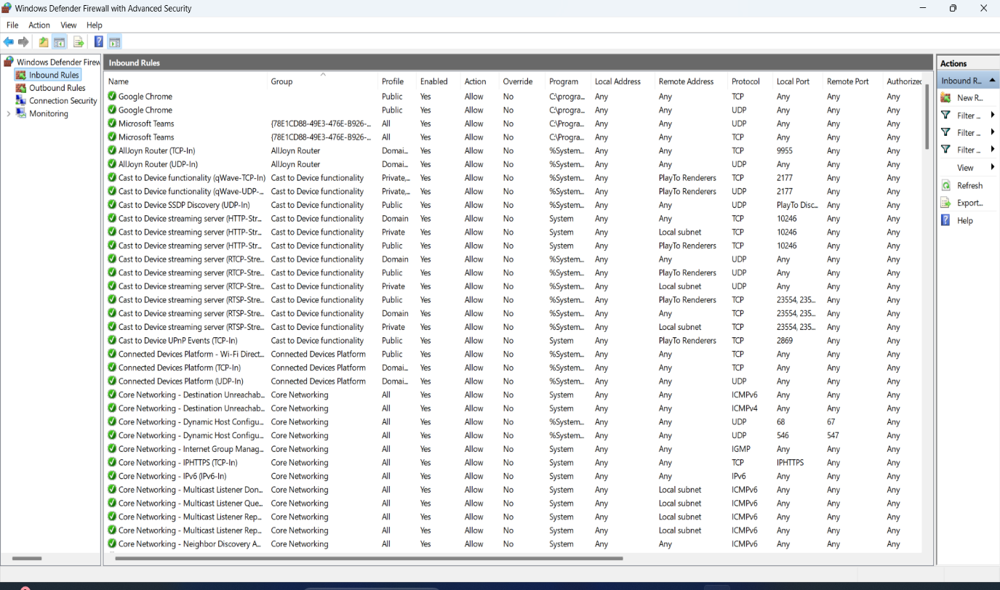 Windows Defender Firewall with Advanced Security
File Action View Help
Windows Defender Firew
Inbound Rules
Outbound Rules
Connection Security
Monitoring
Inbound Rules
Name Group Profile Enabled Action Override Program Local Address Remote Address Protocol Local Port Remote Port Authorized
Google Chrome Public Yes Allow No C:\progra... Any Any TCP Any Any Any
Google Chrome Public Yes Allow No C:\progra... Any Any UDP Any Any Any
Microsoft Teams {78E1CD88-49E3-476E-B926-... All Yes Allow No C:\Progra... Any Any UDP Any Any Any
Microsoft Teams {78E1CD88-49E3-476E-B926-... All Yes Allow No C:\Progra... Any Any TCP Any Any Any
AllJoyn Router (TCP-In) AllJoyn Router Domai... Yes Allow No %System... Any Any TCP 9955 Any Any
AllJoyn Router (UDP-In) AllJoyn Router Domai... Yes Allow No %System... Any Any UDP Any Any Any
Cast to Device functionality (qWave-TCP-In) Cast to Device functionality Private,... Yes Allow No %System... Any PlayTo Renderers TCP 2177 Any Any
Cast to Device functionality (qWave-UDP-... Cast to Device functionality Private,... Yes Allow No %System... Any PlayTo Renderers UDP 2177 Any Any
Cast to Device SSDP Discovery (UDP-In) Cast to Device functionality Public Yes Allow No %System... Any Any UDP PlayTo Disc... Any Any
Cast to Device streaming server (HTTP-Str... Cast to Device functionality Domain Yes Allow No System Any Any TCP 10246 Any Any
Cast to Device streaming server (HTTP-Str... Cast to Device functionality Private Yes Allow No System Any Local subnet TCP 10246 Any Any
Cast to Device streaming server (HTTP-Str... Cast to Device functionality Public Yes Allow No System Any PlayTo Renderers TCP 10246 Any Any
Cast to Device streaming server (RTCP-Stre... Cast to Device functionality Domain Yes Allow No %System... Any Any UDP Any Any Any
Cast to Device streaming server (RTCP-Stre... Cast to Device functionality Public Yes Allow No %System... Any PlayTo Renderers UDP Any Any Any
Cast to Device streaming server (RTCP-Stre... Cast to Device functionality Private Yes Allow No %System... Any Local subnet UDP Any Any Any
Cast to Device streaming server (RTSP-Stre... Cast to Device functionality Public Yes Allow No %System... Any PlayTo Renderers TCP 23554, 235... Any Any
Cast to Device streaming server (RTSP-Stre... Cast to Device functionality Domain Yes Allow No %System... Any Any TCP 23554, 235... Any Any
Cast to Device streaming server (RTSP-Stre... Cast to Device functionality Private Yes Allow No %System... Any Local subnet TCP 23554, 235... Any Any
Cast to Device UPnP Events (TCP-In) Cast to Device functionality Public Yes Allow No System Any PlayTo Renderers TCP 2869 Any Any
Connected Devices Platform - Wi-Fi Direct... Connected Devices Platform Public Yes Allow No %System... Any Any TCP Any Any Any
Connected Devices Platform (TCP-In) Connected Devices Platform Domai... Yes Allow No %System... Any Any TCP Any Any Any
Connected Devices Platform (UDP-In) Connected Devices Platform Domai... Yes Allow No %System... Any Any UDP Any Any Any
Core Networking - Destination Unreachab... Core Networking All Yes Allow No System Any Any ICMPv6 Any Any Any
Core Networking - Destination Unreachab... Core Networking All Yes Allow No System Any Any ICMPv4 Any Any Any
Core Networking - Dynamic Host Configu... Core Networking All Yes Allow No %System... Any Any UDP 68 67 Any
Core Networking - Dynamic Host Configu... Core Networking All Yes Allow No %System... Any Any UDP 546 547 Any
Core Networking - Internet Group Manag... Core Networking All Yes Allow No System Any Any IGMP Any Any Any
Core Networking - IPHTTPS (TCP-In) Core Networking All Yes Allow No System Any Any TCP IPHTTPS Any Any
Core Networking - IPv6 (IPv6-In) Core Networking All Yes Allow No System Any Any IPv6 Any Any Any
Core Networking - Multicast Listener Don... Core Networking All Yes Allow No System Any Local subnet ICMPv6 Any Any Any
Core Networking - Multicast Listener Que... Core Networking All Yes Allow No System Any Local subnet ICMPv6 Any Any Any
Core Networking - Multicast Listener Rep... Core Networking All Yes Allow No System Any Local subnet ICMPv6 Any Any Any
Core Networking - Multicast Listener Rep... Core Networking All Yes Allow No System Any Local subnet ICMPv6 Any Any Any
Core Networking - Neighbor Discovery A... Core Networking All Yes Allow No System Any Any ICMPv6 Any Any Any
Actions
Inbound R...
New R...
Filter ...
Filter ...
Filter ...
View
Refresh
Export...
Help